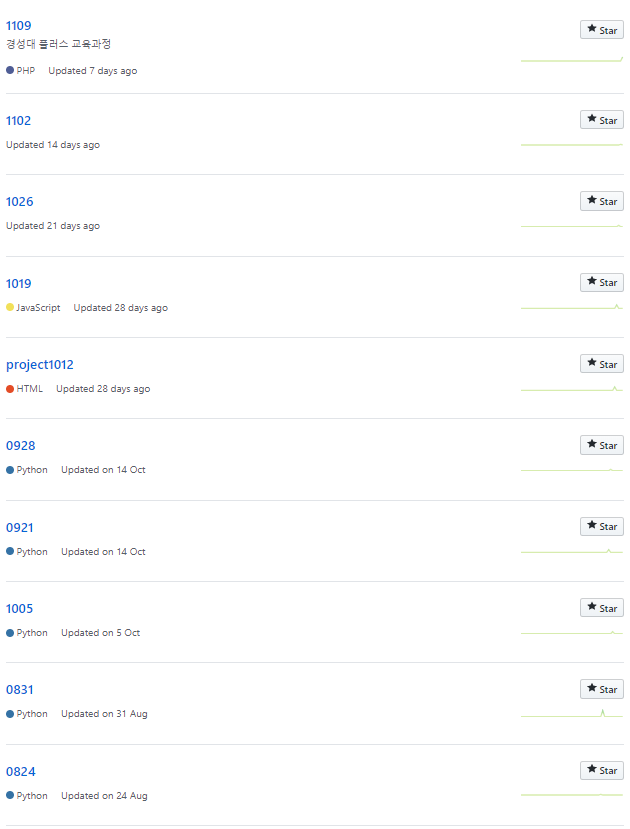 1109
Star
경성대 플러스 교육과정
PHP Updated 7 days ago
1102
Star
Updated 14 days ago
1026
Star
Updated 21 days ago
1019
Star
JavaScript Updated 28 days ago
project1012
Star
HTML Updated 28 days ago
0928
Star
Python Updated on 14 Oct
0921
Star
Python Updated on 14 Oct
1005
Star
Python Updated on 5 Oct
0831
Star
Python Updated on 31 Aug
0824
Star
Python Updated on 24 Aug